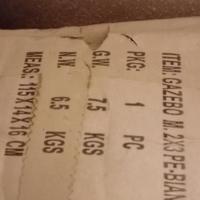 ITEM: GAZEBO M. 2X3 PE-BIAN
PKG: 1 PC
G.W. 7.5 KGS
N.W. 6.5 KGS
MEAS.: 115X14X16 CM